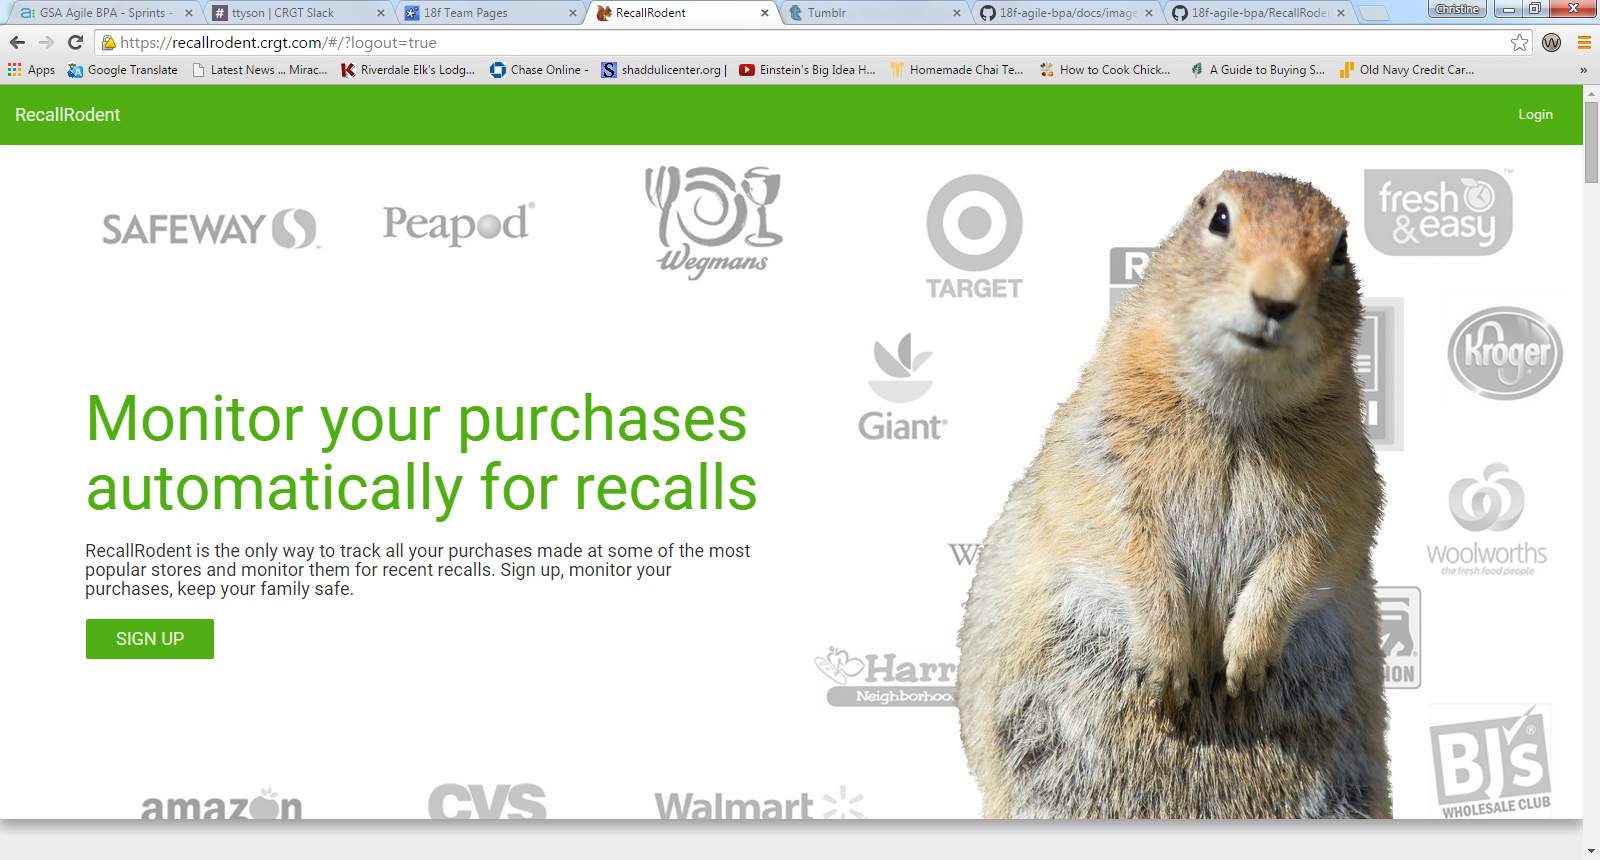 GSA Agile BPA - Sprints -
ttyson | CRGT Slack
18f Team Pages
RecallRodent
Tumblr
18f-agile-bpa/docs/image
18f-agile-bpa/RecallRode
Christine
https://recallrodent.crgt.com/#/?logout=true
Apps
Google Translate
Latest News ... Mirac...
Riverdale Elk's Lodg...
Chase Online -
shaddulicenter.org |
Einstein's Big Idea H...
Homemade Chai Te...
How to Cook Chick...
A Guide to Buying S...
Old Navy Credit Car...
»
RecallRodent
Login
SAFEWAY
Peapod
Wegmans
TARGET
fresh
&easy
Giant
Kroger
Monitor your purchases
automatically for recalls
RecallRodent is the only way to track all your purchases made at some of the most
popular stores and monitor them for recent recalls. Sign up, monitor your
purchases, keep your family safe.
SIGN UP
Woolworths
the fresh food people
Harr
Neighborhoo
ION
BJ's
WHOLESALE CLUB
amazon
CVS
Walmart